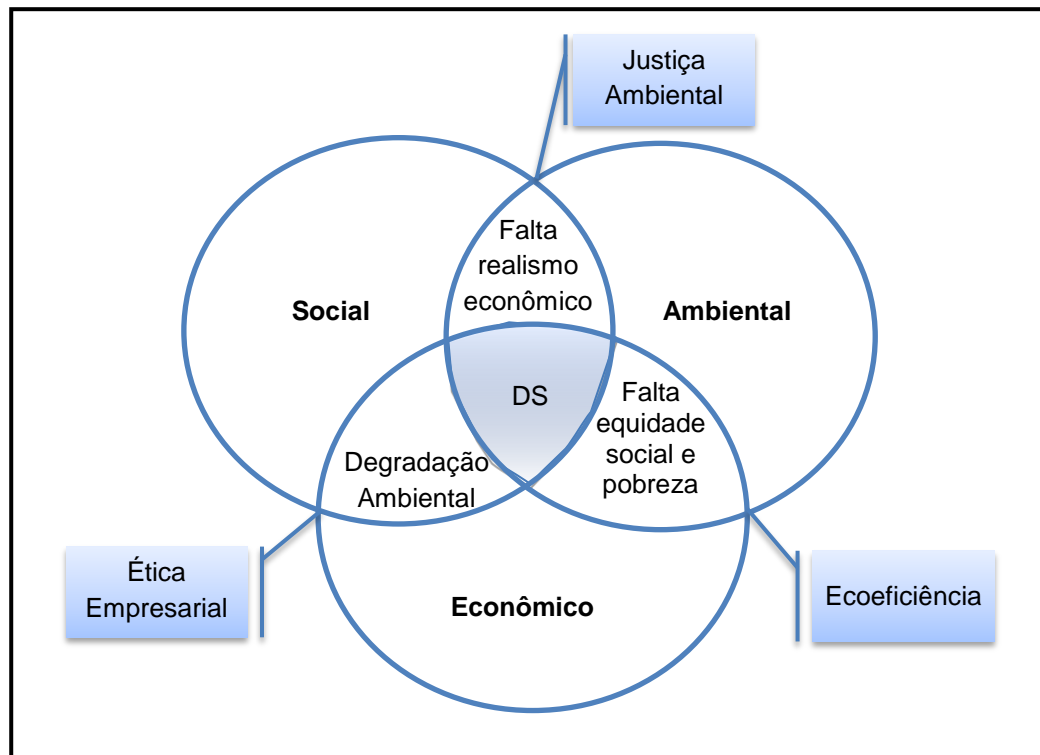 Justiça
Ambiental
Falta
realismo
econômico
Social
Ambiental
DS
Falta
equidade
social e
pobreza
Degradação
Ambiental
Ética
Empresarial
Econômico
Ecoeficiência